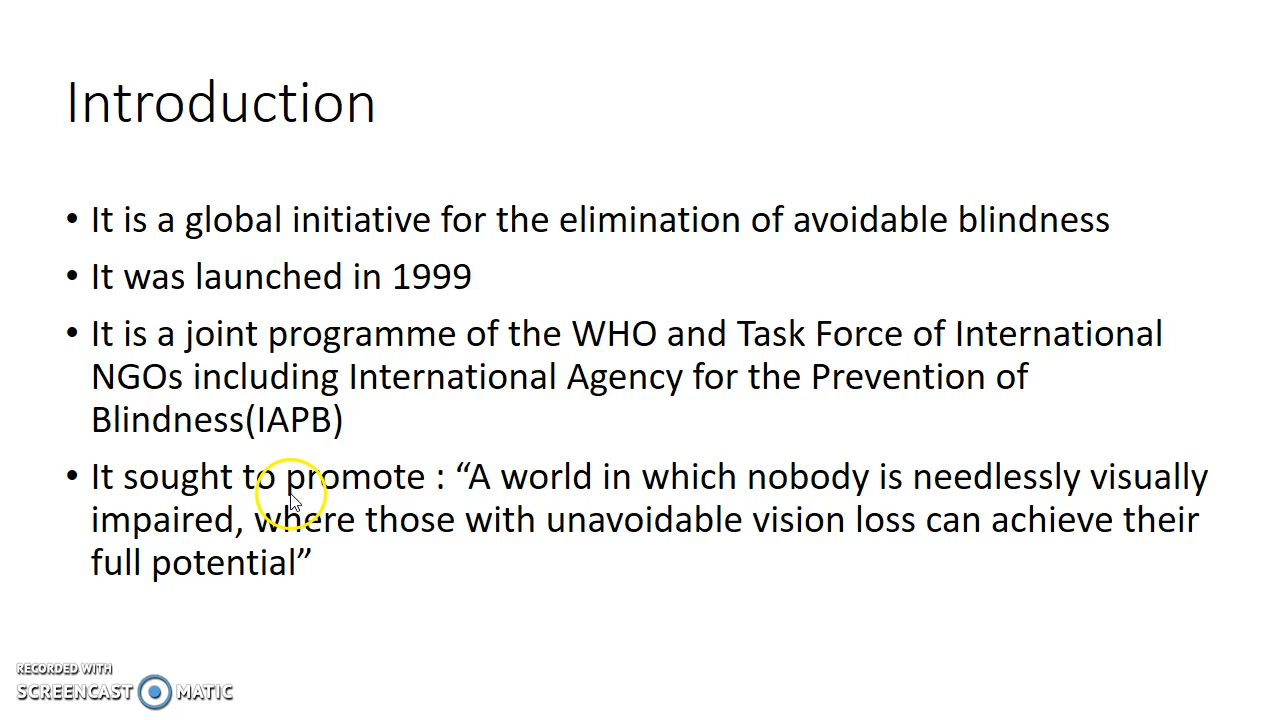 Introduction
• It is a global initiative for the elimination of avoidable blindness
• It was launched in 1999
• It is a joint programme of the WHO and Task Force of International
NGOs including International Agency for the Prevention of
Blindness(IAPB)
• It sought to promote : “A world in which nobody is needlessly visually
impaired, where those with unavoidable vision loss can achieve their
full potential”
RECORDED WITH
SCREENCAST MATIC